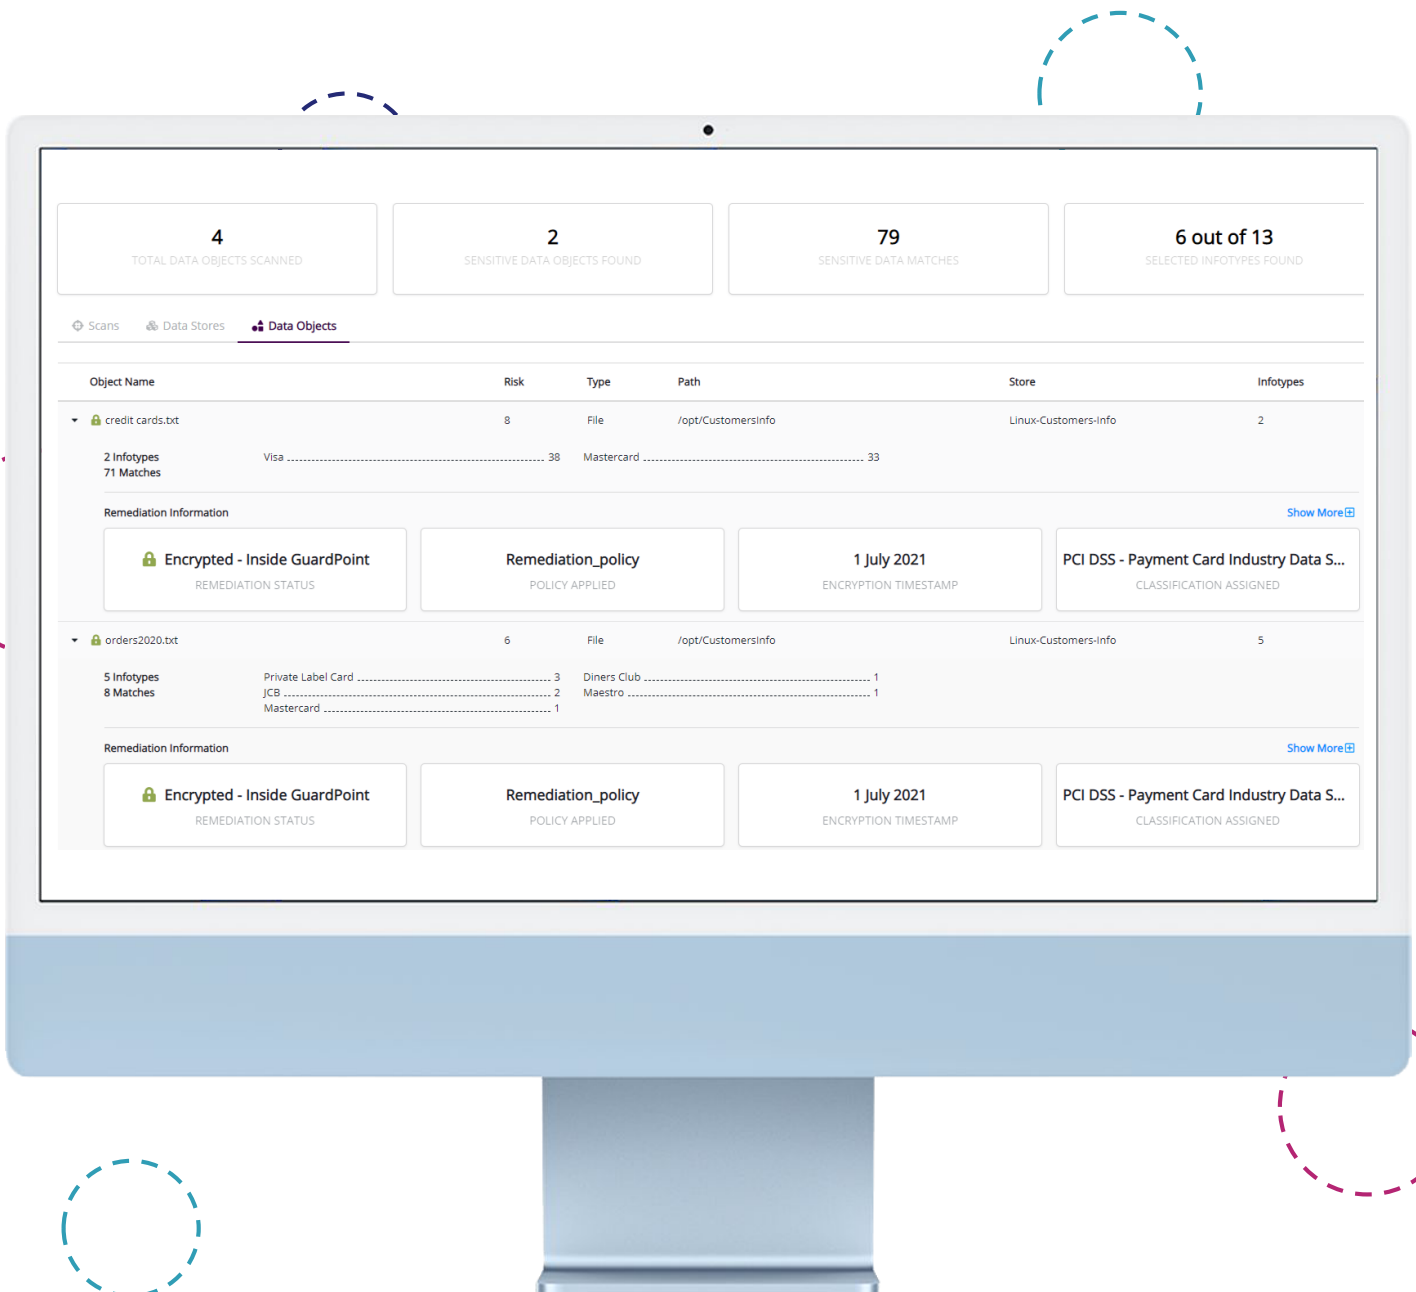 4
TOTAL DATA OBJECTS SCANNED
2
SENSITIVE DATA OBJECTS FOUND
79
SENSITIVE DATA MATCHES
6 out of 13
SELECTED INFOTYPES FOUND
Scans Data Stores Data Objects
Object Name Risk Type Path Store Infotypes
credit cards.txt 8 File /opt/CustomersInfo Linux-Customers-Info 2
2 Infotypes Visa 38 Mastercard 33
71 Matches
Remediation Information Show More
Encrypted - Inside GuardPoint
REMEDIATION STATUS
Remediation_policy
POLICY APPLIED
1 July 2021
ENCRYPTION TIMESTAMP
PCI DSS - Payment Card Industry Data S...
CLASSIFICATION ASSIGNED
orders2020.txt 6 File /opt/CustomersInfo Linux-Customers-Info 5
5 Infotypes Private Label Card 3 Diners Club 1
8 Matches JCB 2 Maestro 1
Mastercard 1
Remediation Information Show More
Encrypted - Inside GuardPoint
REMEDIATION STATUS
Remediation_policy
POLICY APPLIED
1 July 2021
ENCRYPTION TIMESTAMP
PCI DSS - Payment Card Industry Data S...
CLASSIFICATION ASSIGNED